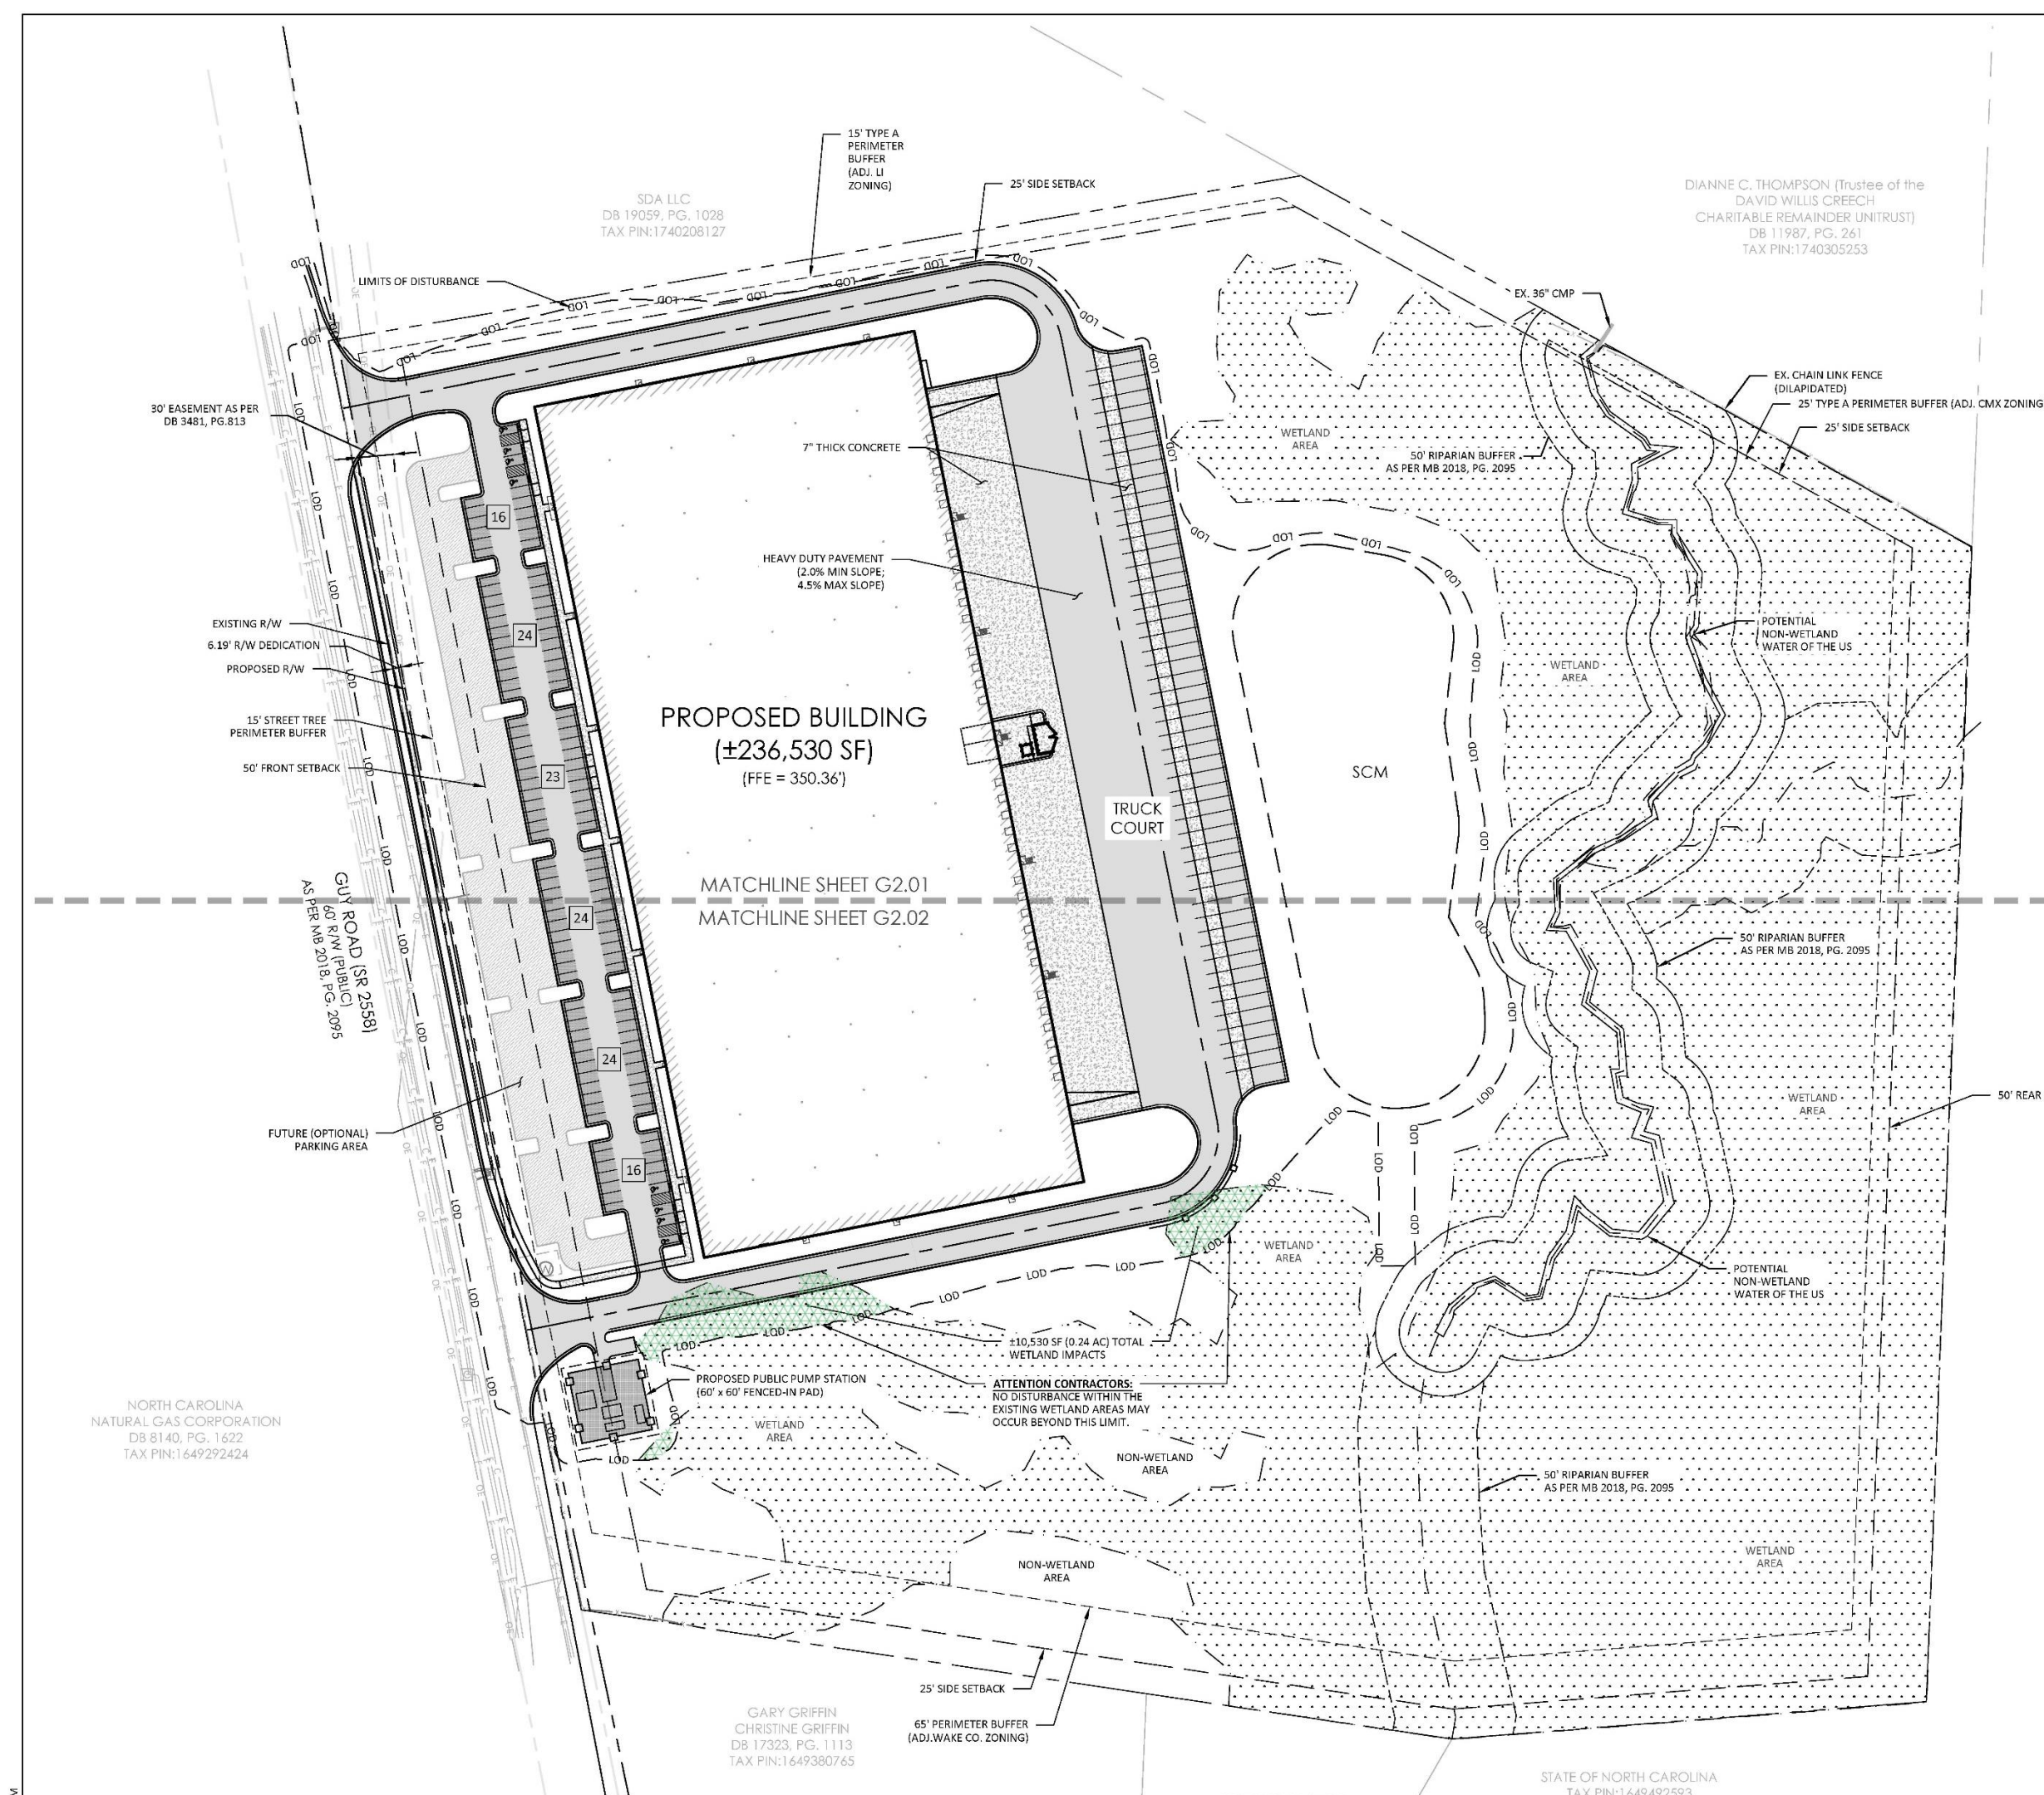 15' TYPE A
PERIMETER
BUFFER
(ADJ. LI
ZONING)
25' SIDE SETBACK
SDA LLC
DB 19059, PG. 1028
TAX PIN:1740208127
DIANNE C. THOMPSON (Trustee of the
DAVID WILLIS CREECH
CHARITABLE REMAINDER UNITRUST)
DB 11987, PG. 261
TAX PIN:1740305253
LIMITS OF DISTURBANCE
EX. 36" CMP
EX. CHAIN LINK FENCE
(DILAPIDATED)
25' TYPE A PERIMETER BUFFER (ADJ. CMX ZONING
25' SIDE SETBACK
30' EASEMENT AS PER
DB 3481, PG.813
WETLAND
AREA
7" THICK CONCRETE
50' RIPARIAN BUFFER
AS PER MB 2018, PG. 2095
16
HEAVY DUTY PAVEMENT
(2.0% MIN SLOPE;
4.5% MAX SLOPE)
EXISTING R/W
6.19' R/W DEDICATION
PROPOSED R/W
24
POTENTIAL
NON-WETLAND
WATER OF THE US
WETLAND
AREA
15' STREET TREE
PERIMETER BUFFER
PROPOSED BUILDING
(±236,530 SF)
(FFE = 350.36')
50' FRONT SETBACK
23
SCM
TRUCK
COURT
MATCHLINE SHEET G2.01
MATCHLINE SHEET G2.02
GUY ROAD (SR 2558)
60' R/W (PUBLIC)
AS PER MB 2018, PG. 2095
24
50' RIPARIAN BUFFER
AS PER MB 2018, PG. 2095
24
WETLAND
AREA
50' REAR
FUTURE (OPTIONAL)
PARKING AREA
16
WETLAND
AREA
POTENTIAL
NON-WETLAND
WATER OF THE US
±10,530 SF (0.24 AC) TOTAL
WETLAND IMPACTS
PROPOSED PUBLIC PUMP STATION
(60' x 60' FENCED-IN PAD)
ATTENTION CONTRACTORS:
NO DISTURBANCE WITHIN THE
EXISTING WETLAND AREAS MAY
OCCUR BEYOND THIS LIMIT.
NORTH CAROLINA
NATURAL GAS CORPORATION
DB 8140, PG. 1622
TAX PIN:1649292424
WETLAND
AREA
NON-WETLAND
AREA
50' RIPARIAN BUFFER
AS PER MB 2018, PG. 2095
NON-WETLAND
AREA
WETLAND
AREA
25' SIDE SETBACK
65' PERIMETER BUFFER
(ADJ.WAKE CO. ZONING)
GARY GRIFFIN
CHRISTINE GRIFFIN
DB 17323, PG. 1113
TAX PIN:1649380765
STATE OF NORTH CAROLINA
TAX PIN:1649492593
LOD
OE